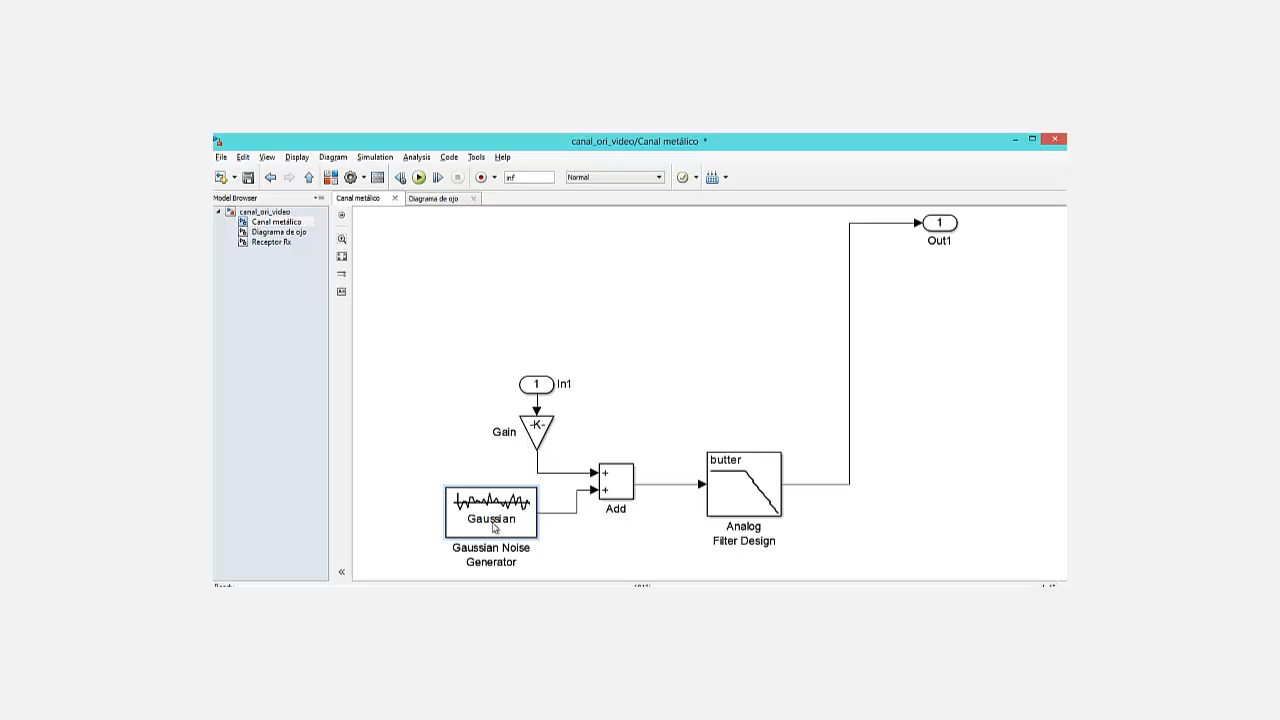 canal_ori_video/Canal metálico *
File Edit View Display Diagram Simulation Analysis Code Tools Help
inf Normal
Model Browser
Canal metálico Diagrama de ojo
canal_ori_video
Canal metálico
Diagrama de ojo
Receptor Rx
1
Out1
1 In1
-K-
Gain
butter
+
+
Add
Gaussian
Gaussian Noise
Generator
Analog
Filter Design